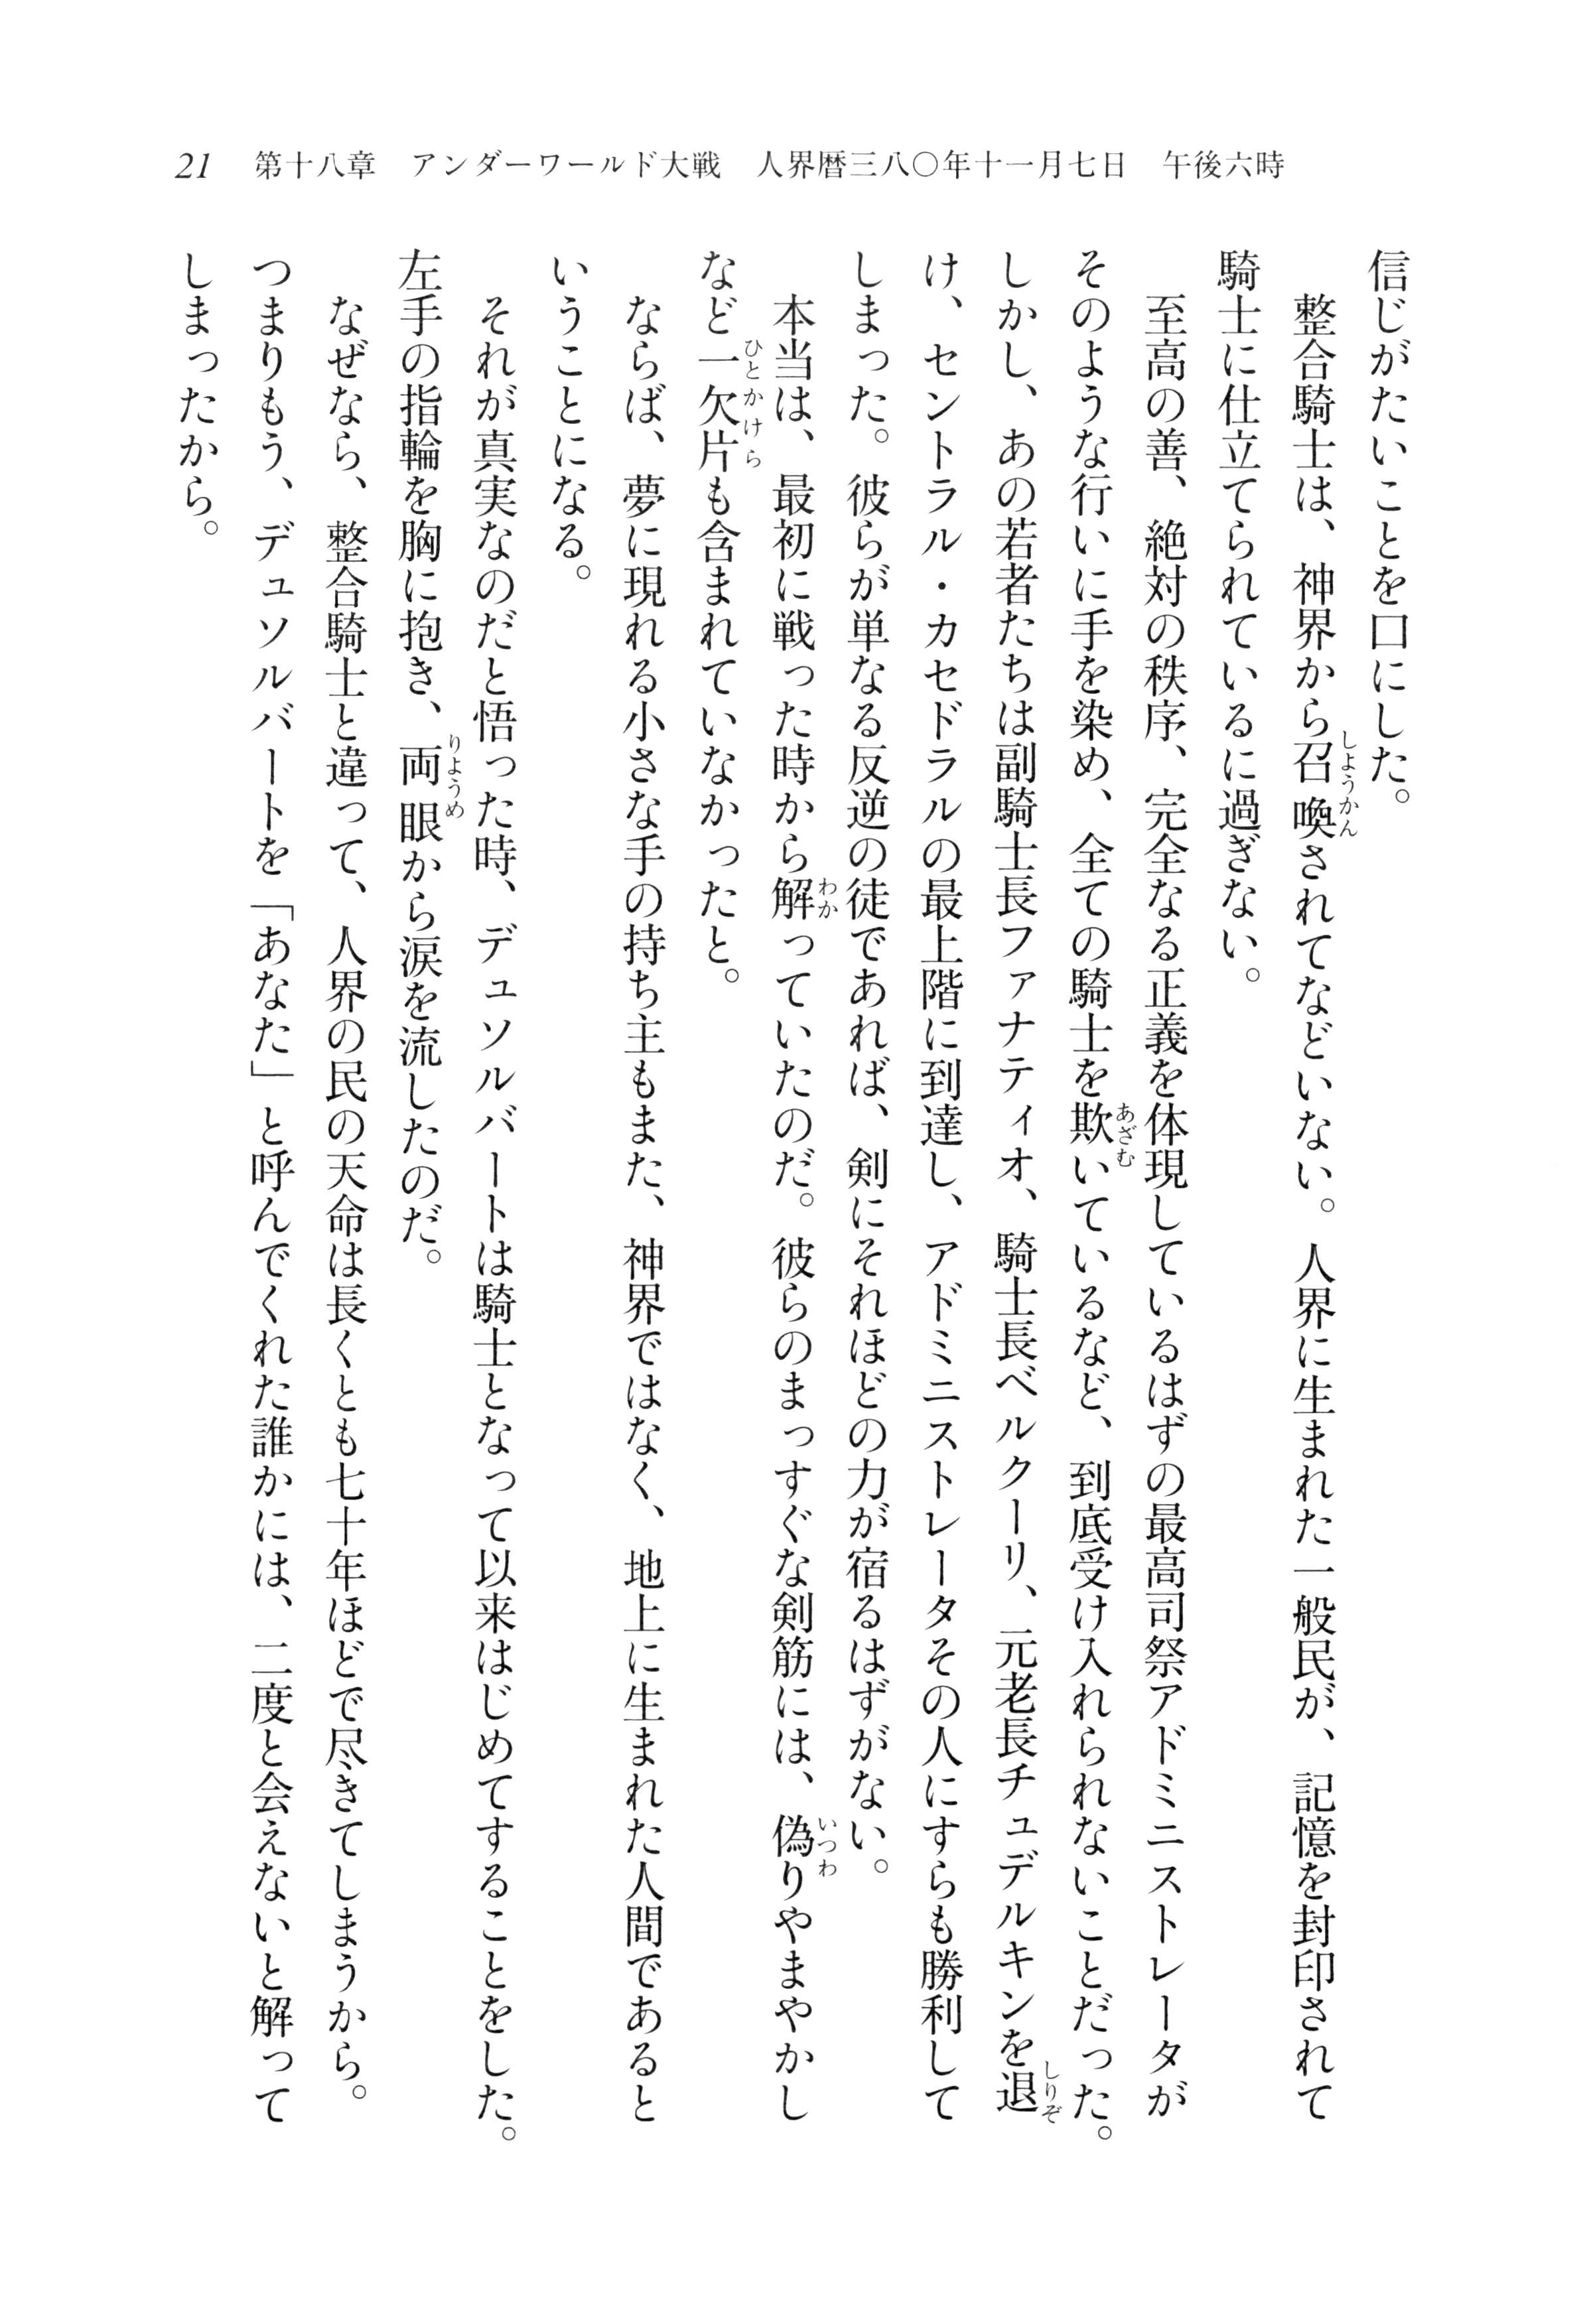 21　第十八章　アンダーワールド大戦　人界暦三八〇年十一月七日　午後六時
信じがたいことを口にした。
　整合騎士は、神界から召喚されてなどいない。人界に生まれた一般民が、記憶を封印されて
騎士に仕立てられているに過ぎない。
　至高の善、絶対の秩序、完全なる正義を体現しているはずの最高司祭アドミニストレータが
そのような行いに手を染め、全ての騎士を欺いているなど、到底受け入れられないことだった。
しかし、あの若者たちは副騎士長ファナティオ、騎士長ベルクーリ、元老長チュデルキンを退
け、セントラル・カセドラルの最上階に到達し、アドミニストレータその人にすらも勝利して
しまった。彼らが単なる反逆の徒であれば、剣にそれほどの力が宿るはずがない。
　本当は、最初に戦った時から解っていたのだ。彼らのまっすぐな剣筋には、偽りやまやかし
など一欠片も含まれていなかったと。
　ならば、夢に現れる小さな手の持ち主もまた、神界ではなく、地上に生まれた人間であると
いうことになる。
　それが真実なのだと悟った時、デュソルバートは騎士となって以来はじめてすることをした。
左手の指輪を胸に抱き、両眼から涙を流したのだ。
　なぜなら、整合騎士と違って、人界の民の天命は長くとも七十年ほどで尽きてしまうから。
つまりもう、デュソルバートを「あなた」と呼んでくれた誰かには、二度と会えないと解って
しまったから。